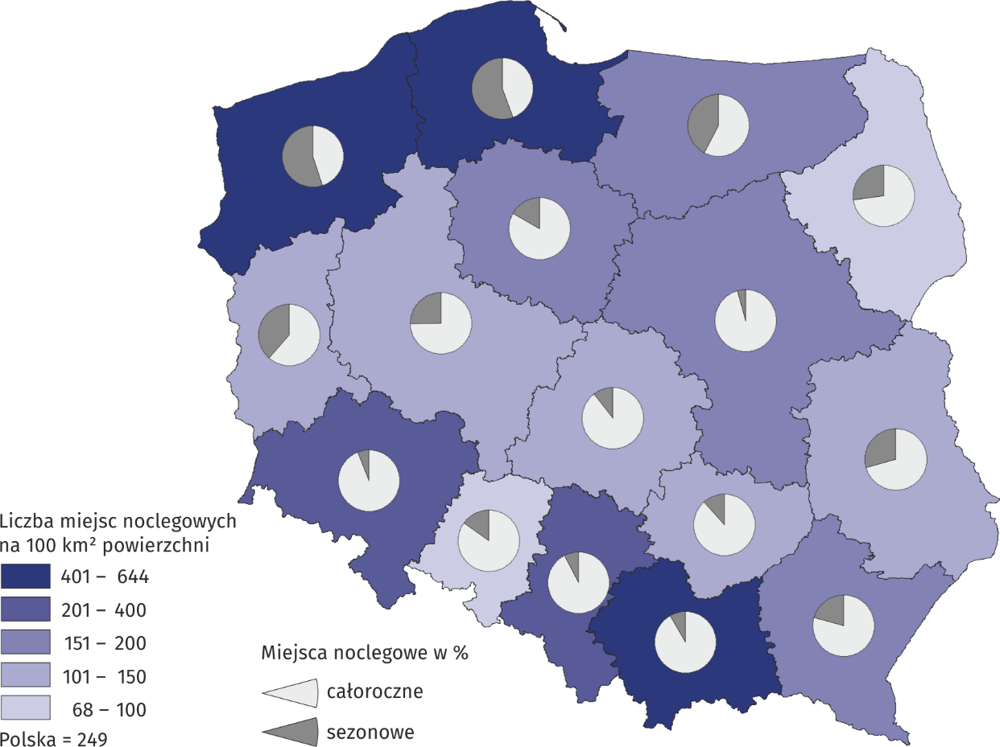 Liczba miejsc noclegowych
na 100 km² powierzchni
401 – 644
201 – 400
151 – 200
101 – 150
68 – 100
Polska = 249
Miejsca noclegowe w %
całoroczne
sezonowe